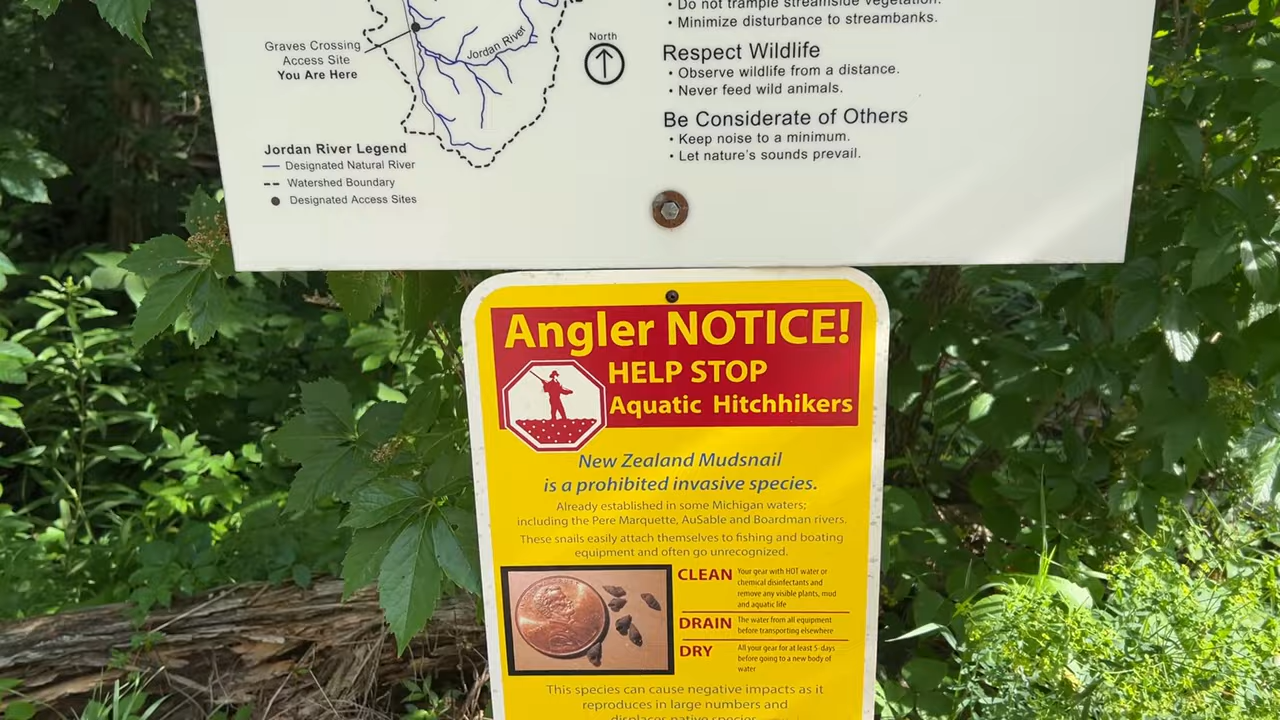 Do not trample streamside vegetation.
• Minimize disturbance to streambanks.
Graves Crossing
Access Site
You Are Here
Jordan River
North
Respect Wildlife
• Observe wildlife from a distance.
• Never feed wild animals.
Be Considerate of Others
• Keep noise to a minimum.
• Let nature's sounds prevail.
Jordan River Legend
Designated Natural River
Watershed Boundary
Designated Access Sites
Angler NOTICE!
HELP STOP
Aquatic Hitchhikers
New Zealand Mudsnail
is a prohibited invasive species.
Already established in some Michigan waters;
including the Pere Marquette, AuSable and Boardman rivers.
These snails easily attach themselves to fishing and boating
equipment and often go unrecognized.
CLEAN Your gear with HOT water or
chemical disinfectants and
remove any visible plants, mud
and aquatic life
DRAIN The water from all equipment
before transporting elsewhere
DRY All your gear for at least 5-days
before going to a new body of
water
This species can cause negative impacts as it
reproduces in large numbers and
displaces native species